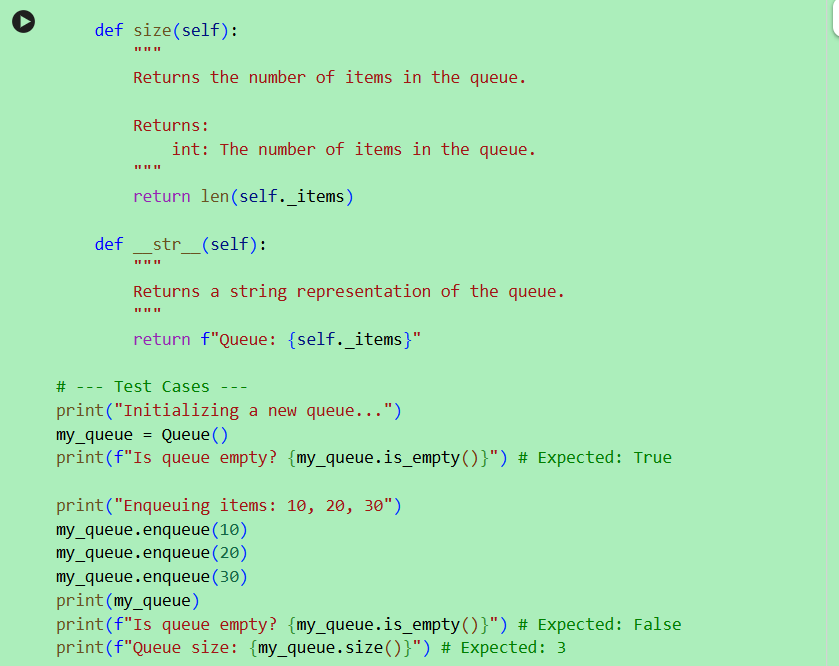 def size(self):
        """
        Returns the number of items in the queue.

        Returns:
            int: The number of items in the queue.
        """
        return len(self._items)

    def __str__(self):
        """
        Returns a string representation of the queue.
        """
        return f"Queue: {self._items}"

# --- Test Cases ---
print("Initializing a new queue...")
my_queue = Queue()
print(f"Is queue empty? {my_queue.is_empty()}") # Expected: True

print("Enqueuing items: 10, 20, 30")
my_queue.enqueue(10)
my_queue.enqueue(20)
my_queue.enqueue(30)
print(my_queue)
print(f"Is queue empty? {my_queue.is_empty()}") # Expected: False
print(f"Queue size: {my_queue.size()}") # Expected: 3